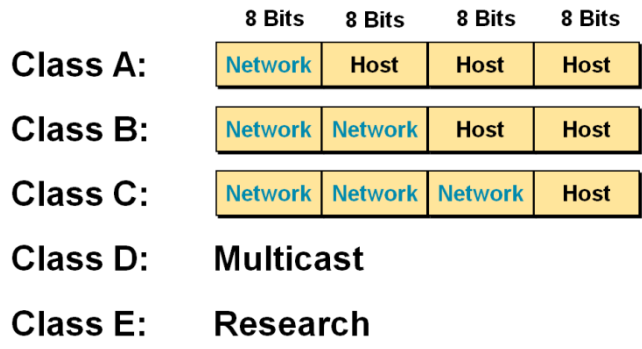 8 Bits 8 Bits 8 Bits 8 Bits
Class A: Network Host Host Host
Class B: Network Network Host Host
Class C: Network Network Network Host
Class D: Multicast
Class E: Research